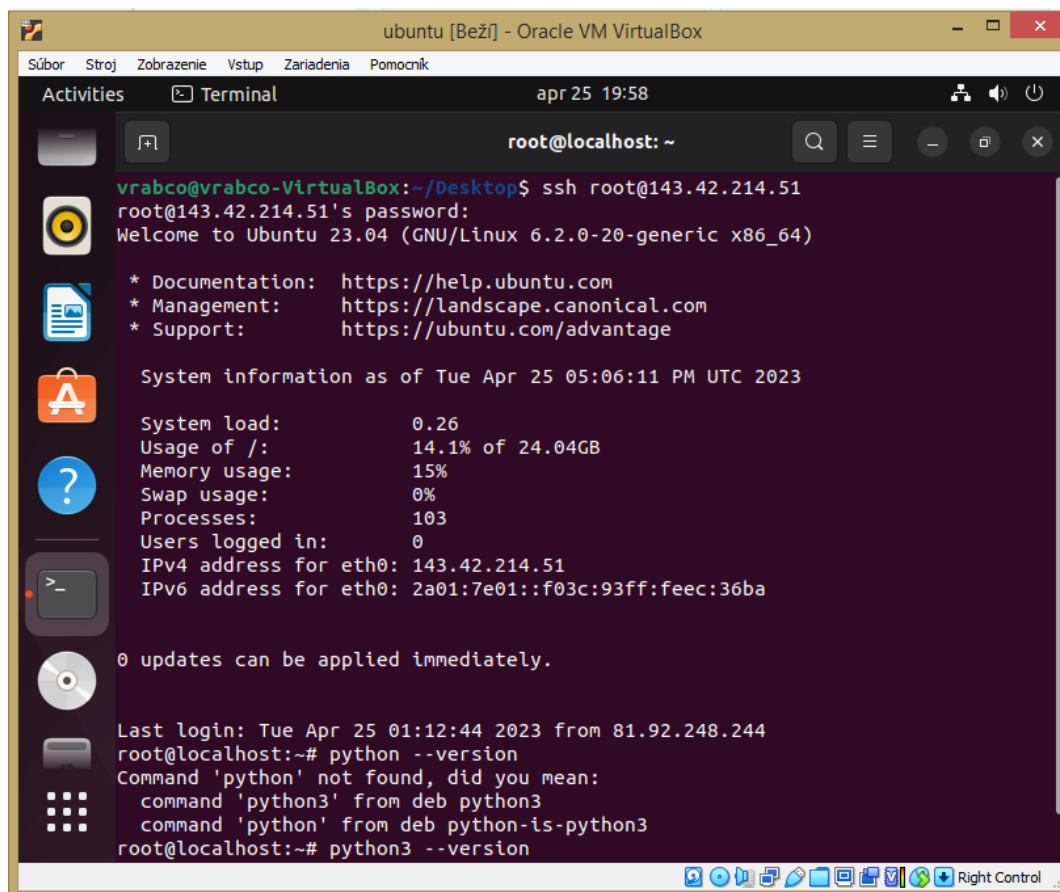 ubuntu [Beží] - Oracle VM VirtualBox
Súbor Stroj Zobrazenie Vstup Zariadenia Pomocník
Activities Terminal apr 25 19:58
root@localhost: ~
vrabco@vrabco-VirtualBox:~/Desktop$ ssh root@143.42.214.51
root@143.42.214.51's password:
Welcome to Ubuntu 23.04 (GNU/Linux 6.2.0-20-generic x86_64)
* Documentation: https://help.ubuntu.com
* Management: https://landscape.canonical.com
* Support: https://ubuntu.com/advantage
System information as of Tue Apr 25 05:06:11 PM UTC 2023
System load: 0.26
Usage of /: 14.1% of 24.04GB
Memory usage: 15%
Swap usage: 0%
Processes: 103
Users logged in: 0
IPv4 address for eth0: 143.42.214.51
IPv6 address for eth0: 2a01:7e01::f03c:93ff:feec:36ba
0 updates can be applied immediately.
Last login: Tue Apr 25 01:12:44 2023 from 81.92.248.244
root@localhost:~# python --version
Command 'python' not found, did you mean:
command 'python3' from deb python3
command 'python' from deb python-is-python3
root@localhost:~# python3 --version
Right Control